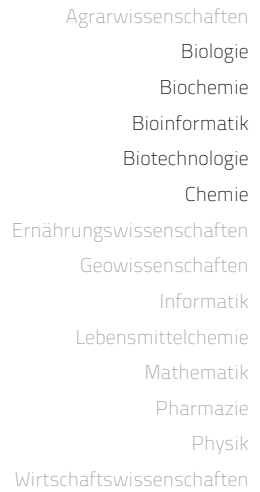 Agrarwissenschaften
Biologie
Biochemie
Bioinformatik
Biotechnologie
Chemie
Ernährungswissenschaften
Geowissenschaften
Informatik
Lebensmittelchemie
Mathematik
Pharmazie
Physik
Wirtschaftswissenschaften